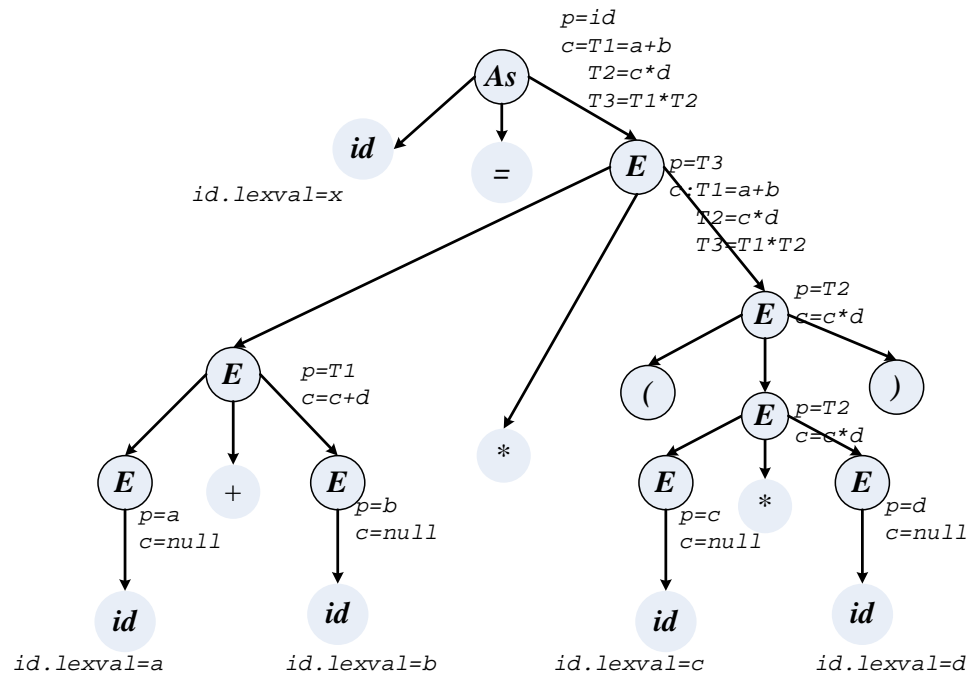 p=id
c=T1=a+b
T2=c*d
T3=T1*T2
As
id
=
E
id.lexval=x
p=T3
c:T1=a+b
T2=c*d
T3=T1*T2
p=T2
c=c*d
E
E
p=T1
c=c+d
(
)
E
p=T2
c=c*d
*
E
+
E
E
*
E
p=a
c=null
p=b
c=null
p=c
c=null
p=d
c=null
id
id
id
id
id.lexval=a
id.lexval=b
id.lexval=c
id.lexval=d